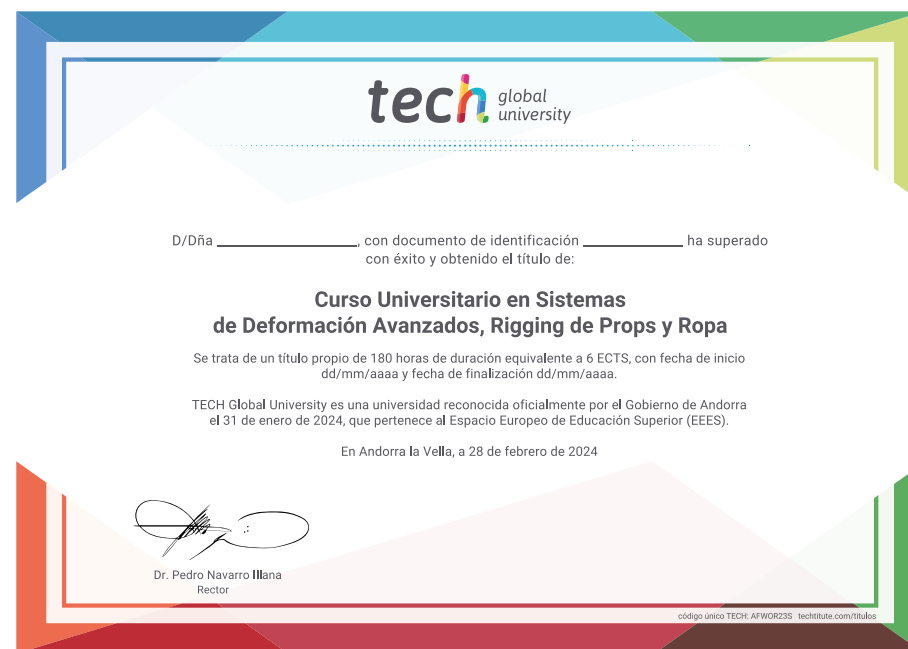 tech global university
D/Dña ____________________, con documento de identificación ______________ ha superado
con éxito y obtenido el título de:
Curso Universitario en Sistemas
de Deformación Avanzados, Rigging de Props y Ropa
Se trata de un título propio de 180 horas de duración equivalente a 6 ECTS, con fecha de inicio
dd/mm/aaaa y fecha de finalización dd/mm/aaaa.
TECH Global University es una universidad reconocida oficialmente por el Gobierno de Andorra
el 31 de enero de 2024, que pertenece al Espacio Europeo de Educación Superior (EEES).
En Andorra la Vella, a 28 de febrero de 2024
Dr. Pedro Navarro Illana
Rector
código único TECH: AFWOR23S techtitute.com/titulos